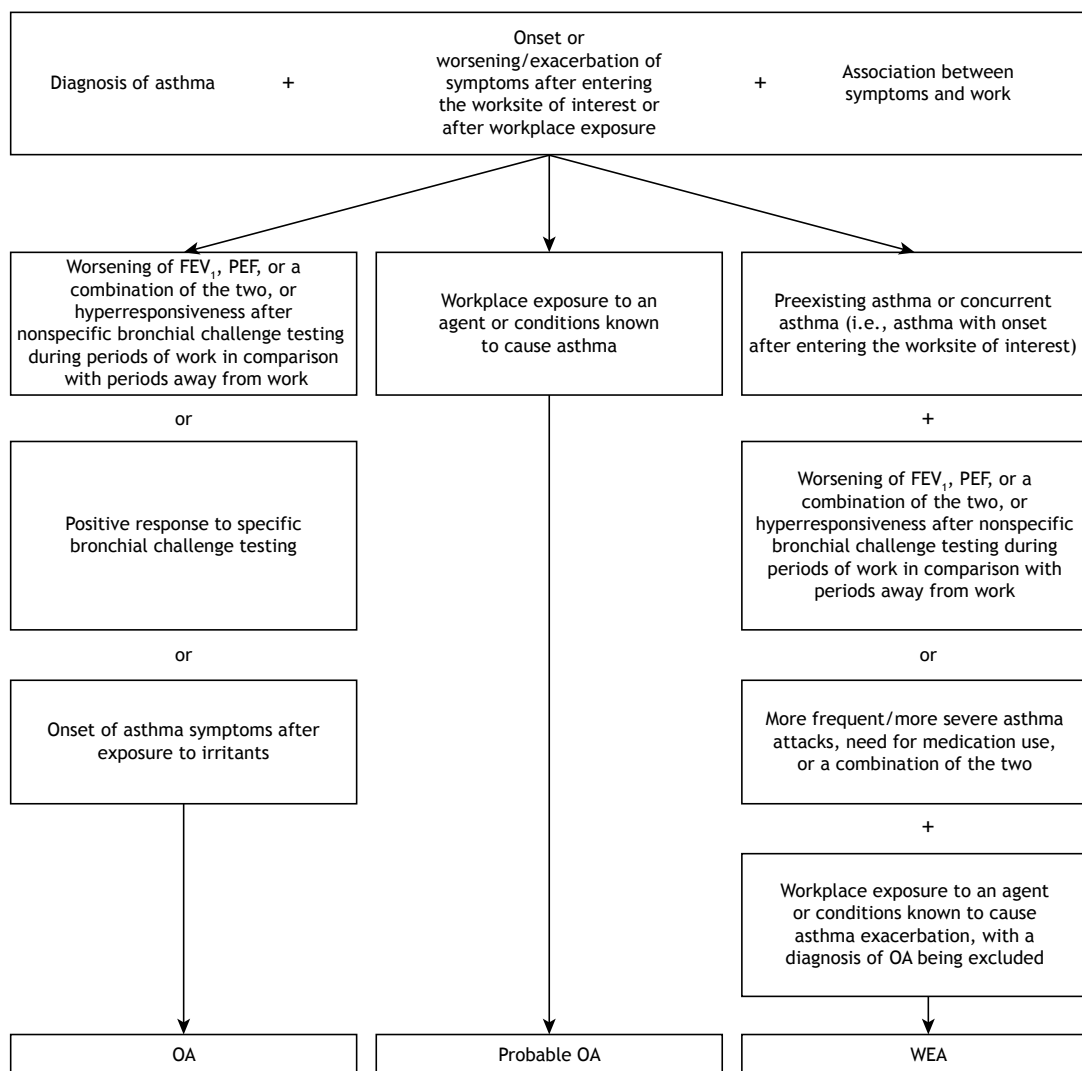 Diagnosis of asthma
+
Onset or
worsening/exacerbation of
symptoms after entering
the worksite of interest or
after workplace exposure
+
Association between
symptoms and work
Worsening of FEV₁, PEF, or a
combination of the two, or
hyperresponsiveness after
nonspecific bronchial challenge testing
during periods of work in comparison
with periods away from work
or
Positive response to specific
bronchial challenge testing
or
Onset of asthma symptoms after
exposure to irritants
OA
Workplace exposure to an
agent or conditions known
to cause asthma
Probable OA
Preexisting asthma or concurrent
asthma (i.e., asthma with onset
after entering the worksite of interest)
+
Worsening of FEV₁, PEF, or a
combination of the two, or
hyperresponsiveness after nonspecific
bronchial challenge testing during
periods of work in comparison with
periods away from work
or
More frequent/more severe asthma
attacks, need for medication use,
or a combination of the two
+
Workplace exposure to an agent
or conditions known to cause
asthma exacerbation, with a
diagnosis of OA being excluded
WEA